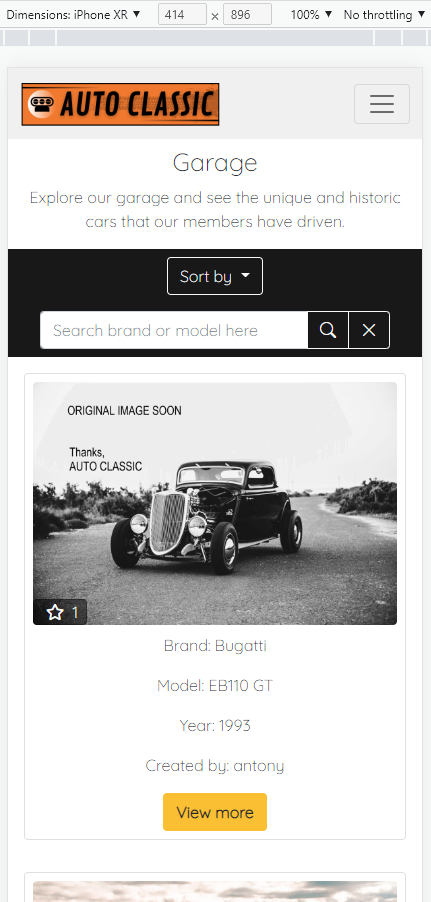 Dimensions: iPhone XR ▼ 414 × 896 100% ▼ No throttling ▼
AUTO CLASSIC
Garage
Explore our garage and see the unique and historic
cars that our members have driven.
Sort by
Search brand or model here
ORIGINAL IMAGE SOON
Thanks,
AUTO CLASSIC
1
Brand: Bugatti
Model: EB110 GT
Year: 1993
Created by: antony
View more